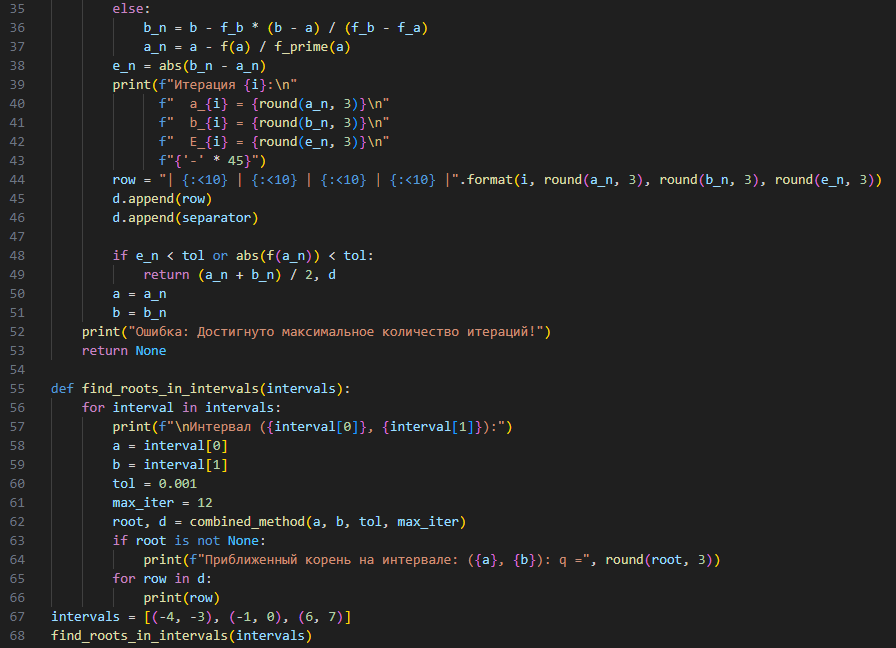 35 else:
36 b_n = b - f_b * (b - a) / (f_b - f_a)
37 a_n = a - f(a) / f_prime(a)
38 e_n = abs(b_n - a_n)
39 print(f"Итерация {i}:\n"
40 f"  a_{i} = {round(a_n, 3)}\n"
41 f"  b_{i} = {round(b_n, 3)}\n"
42 f"  E_{i} = {round(e_n, 3)}\n"
43 f"{'-' * 45}")
44 row = "| {:<10} | {:<10} | {:<10} | {:<10} |".format(i, round(a_n, 3), round(b_n, 3), round(e_n, 3))
45 d.append(row)
46 d.append(separator)
47
48 if e_n < tol or abs(f(a_n)) < tol:
49 return (a_n + b_n) / 2, d
50 a = a_n
51 b = b_n
52 print("Ошибка: Достигнуто максимальное количество итераций!")
53 return None
54
55 def find_roots_in_intervals(intervals):
56 for interval in intervals:
57 print(f"\nИнтервал ({interval[0]}, {interval[1]}):")
58 a = interval[0]
59 b = interval[1]
60 tol = 0.001
61 max_iter = 12
62 root, d = combined_method(a, b, tol, max_iter)
63 if root is not None:
64 print(f"Приближенный корень на интервале: ({a}, {b}): q =", round(root, 3))
65 for row in d:
66 print(row)
67 intervals = [(-4, -3), (-1, 0), (6, 7)]
68 find_roots_in_intervals(intervals)